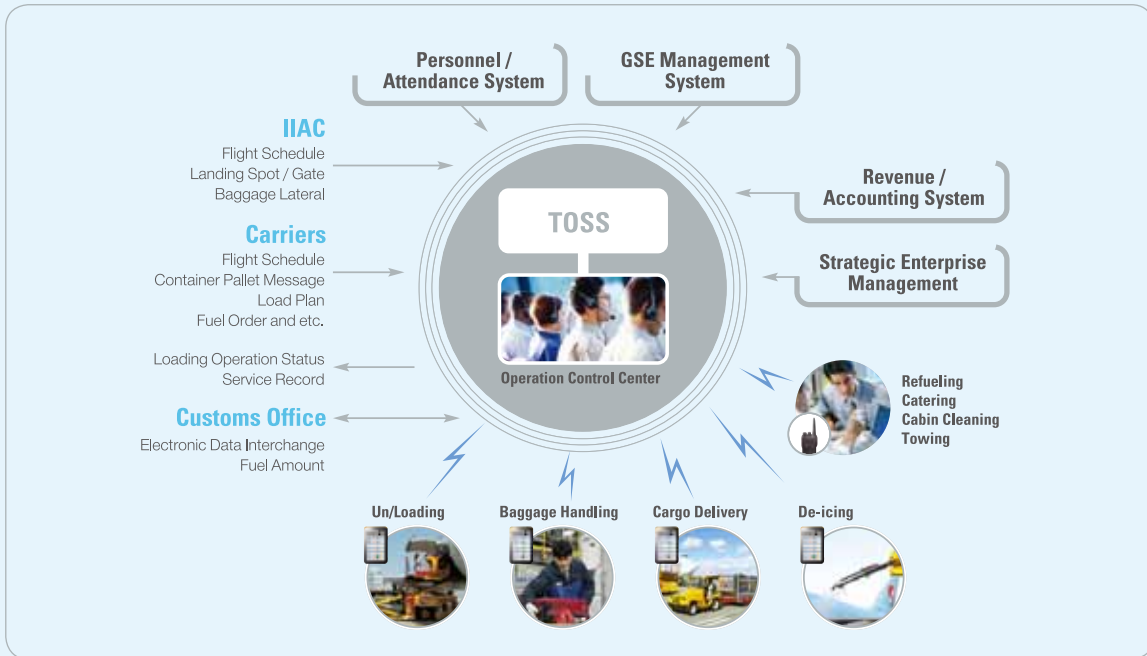 Personnel /
Attendance System
GSE Management
System
IIAC
Flight Schedule
Landing Spot / Gate
Baggage Lateral
Carriers
Flight Schedule
Container Pallet Message
Load Plan
Fuel Order and etc.
Loading Operation Status
Service Record
Customs Office
Electronic Data Interchange
Fuel Amount
TOSS
Operation Control Center
Revenue /
Accounting System
Strategic Enterprise
Management
Refueling
Catering
Cabin Cleaning
Towing
Un/Loading
Baggage Handling
Cargo Delivery
De-icing